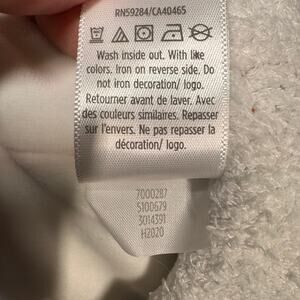 RN59284/CA40465
Wash inside out. With like
colors. Iron on reverse side. Do
not iron decoration/ logo.
Retourner avant de laver. Avec
des couleurs similaires. Repasser
sur l'envers. Ne pas repasser la
décoration/ logo.
7000287
5100679
3014391
H2020